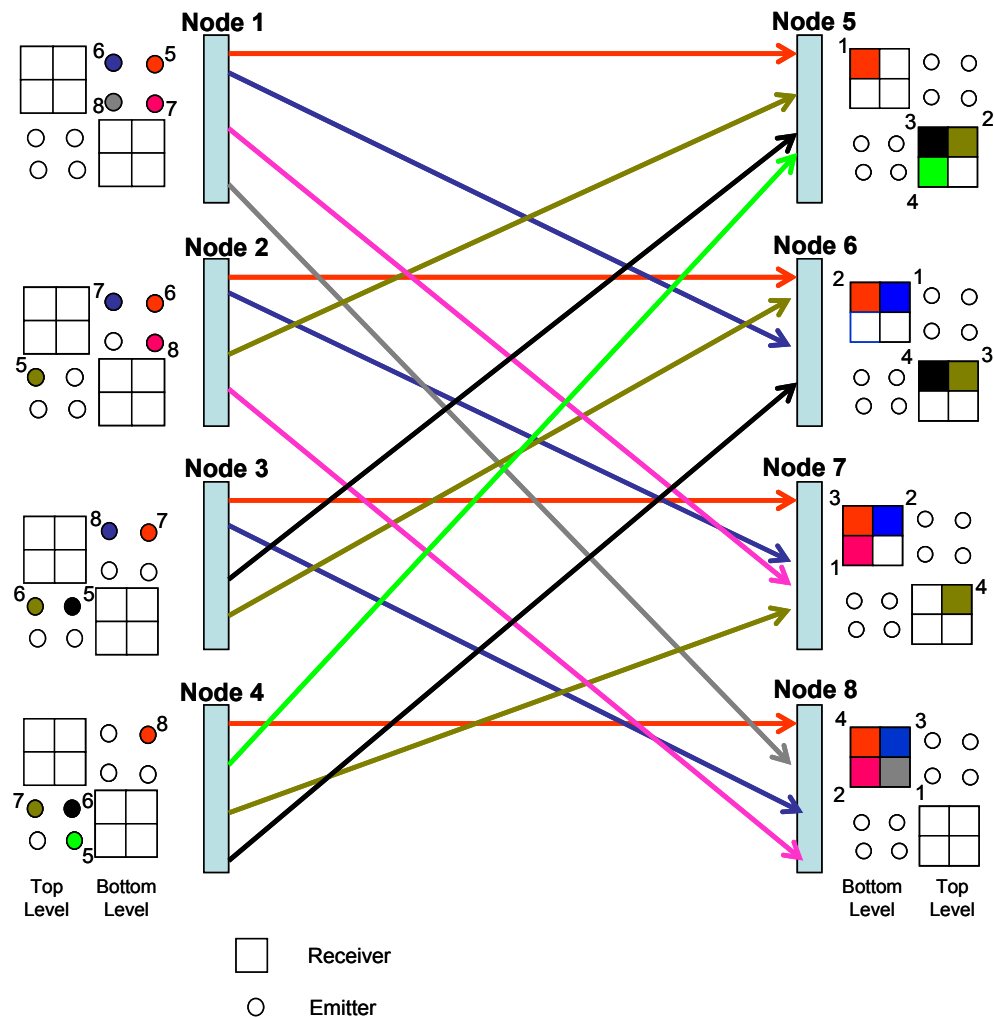 Node 1
Node 5
6 5
8 7
1
3 2
4
Node 2
Node 6
7 6
8
5
2 1
4 3
Node 3
Node 7
8 7
6 5
3 2
1
4
Node 4
Node 8
8
7 6
5
4 3
2 1
Top Level
Bottom Level
Bottom Level
Top Level
Receiver
Emitter